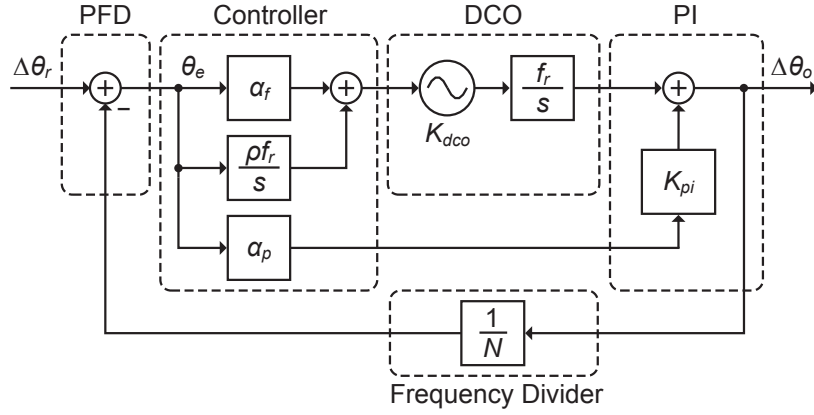 PFD
Controller
DCO
PI
Δθr
+
−
θe
αf
+
Kdco
fr
s
+
Δθo
ρfr
s
Kpi
αp
1
N
Frequency Divider